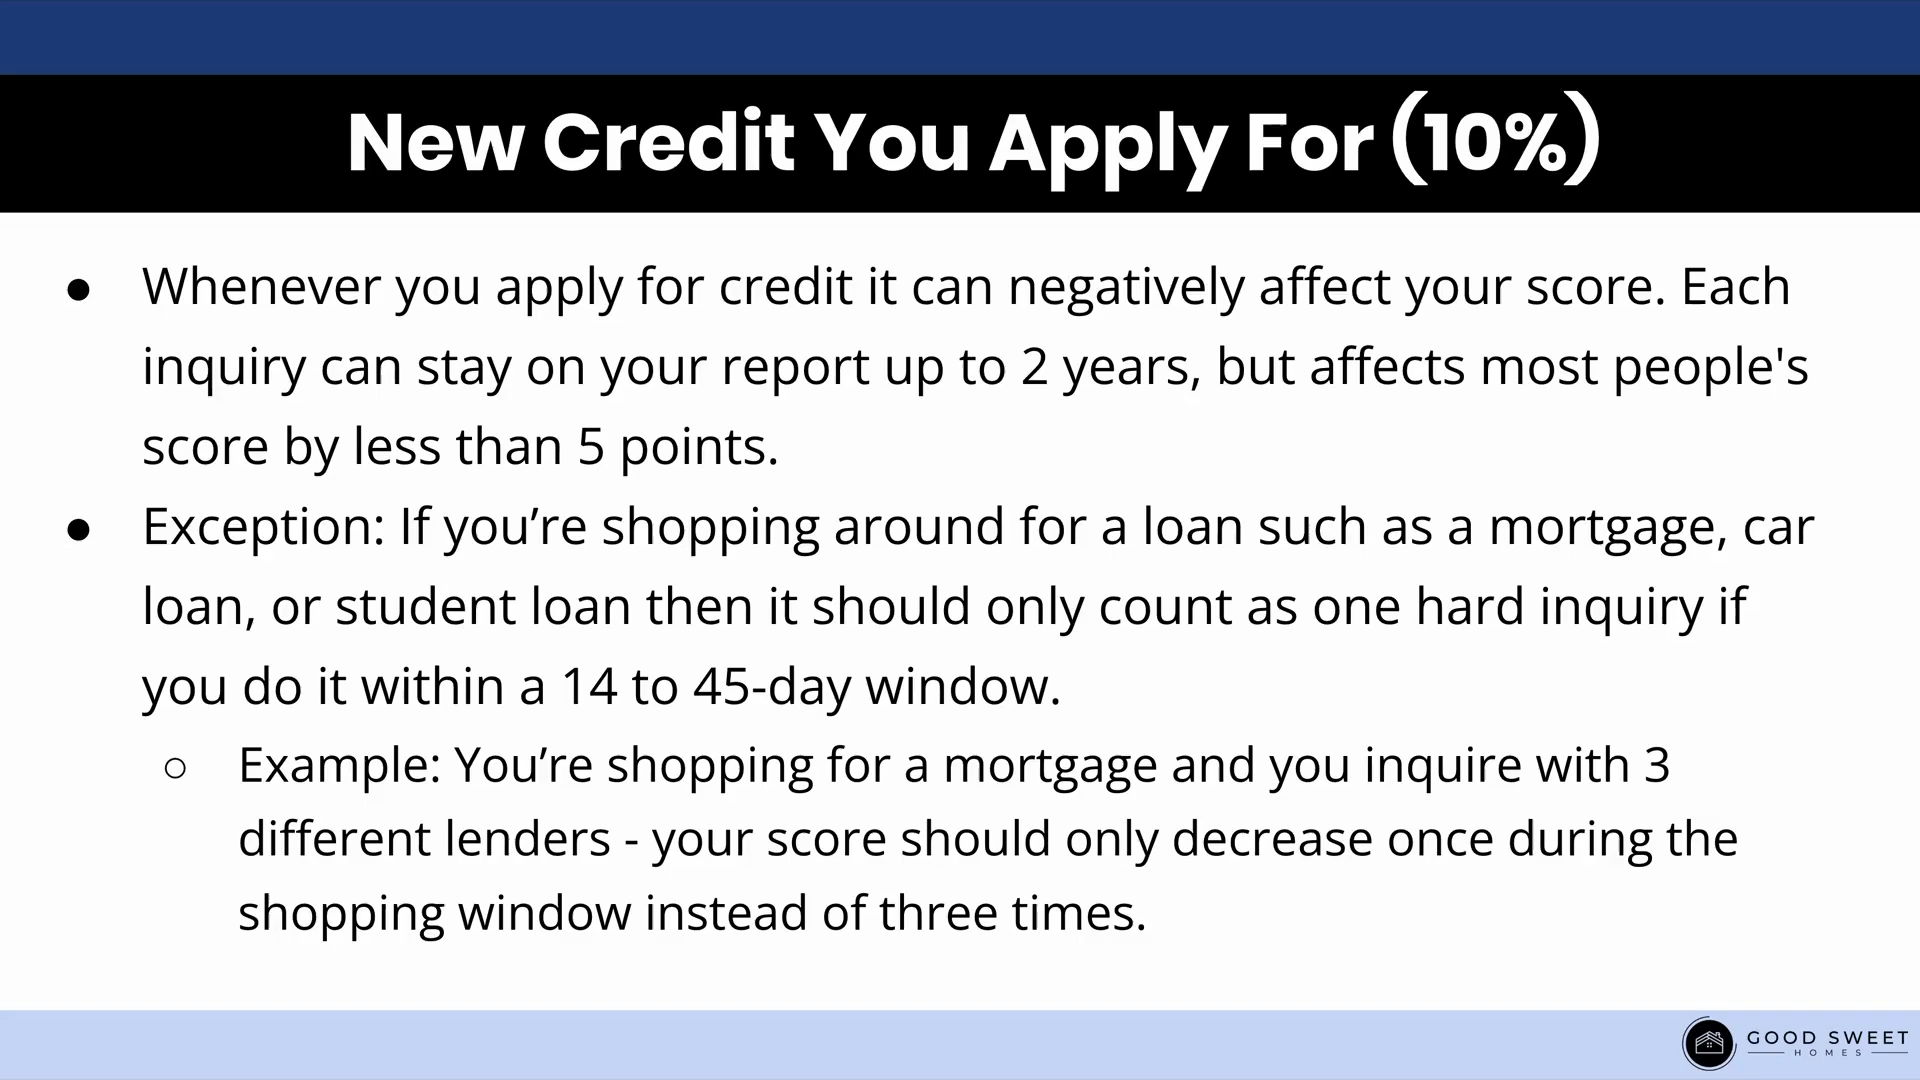 New Credit You Apply For (10%)
● Whenever you apply for credit it can negatively affect your score. Each
inquiry can stay on your report up to 2 years, but affects most people's
score by less than 5 points.
● Exception: If you’re shopping around for a loan such as a mortgage, car
loan, or student loan then it should only count as one hard inquiry if
you do it within a 14 to 45-day window.
○ Example: You’re shopping for a mortgage and you inquire with 3
different lenders - your score should only decrease once during the
shopping window instead of three times.
GOOD SWEET
HOMES